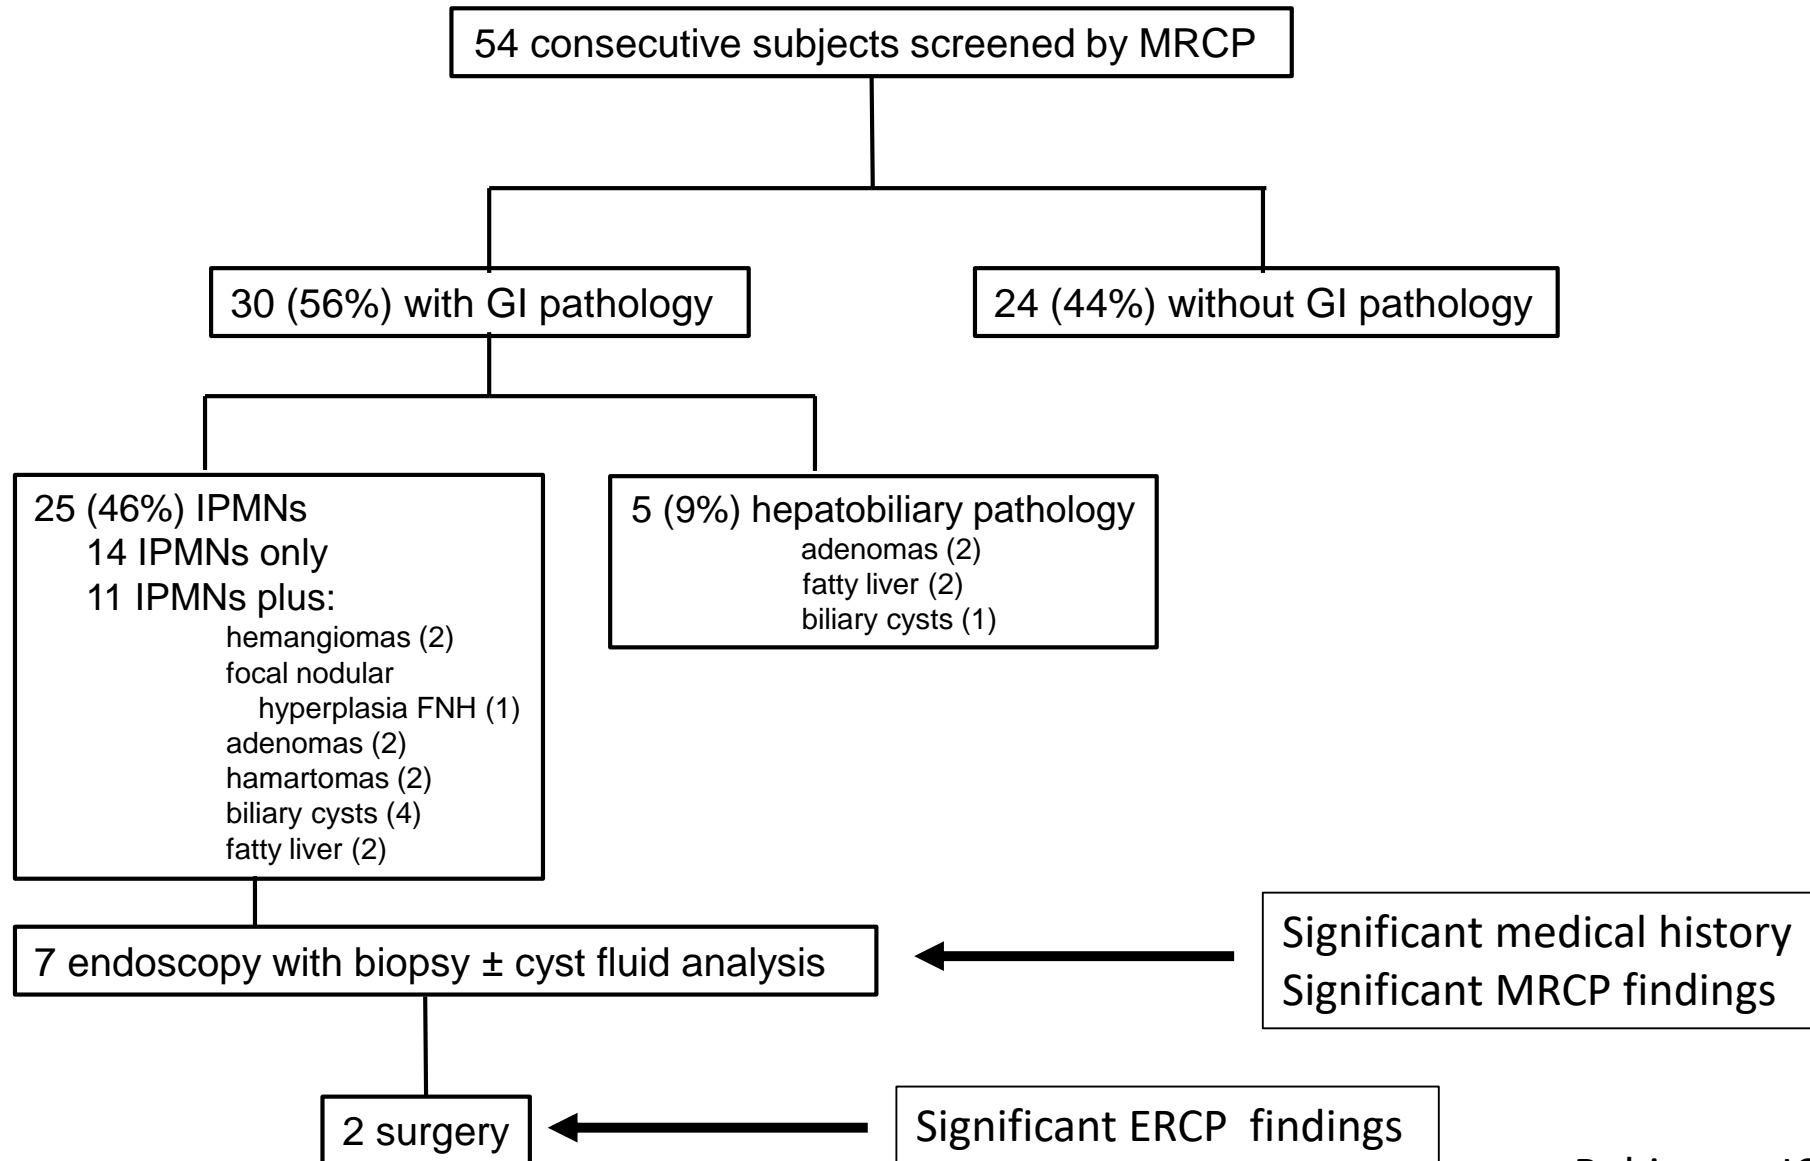 54 consecutive subjects screened by MRCP
30 (56%) with GI pathology
24 (44%) without GI pathology
25 (46%) IPMNs
14 IPMNs only
11 IPMNs plus:
hemangiomas (2)
focal nodular
hyperplasia FNH (1)
adenomas (2)
hamartomas (2)
biliary cysts (4)
fatty liver (2)
5 (9%) hepatobiliary pathology
adenomas (2)
fatty liver (2)
biliary cysts (1)
7 endoscopy with biopsy ± cyst fluid analysis
Significant medical history
Significant MRCP findings
2 surgery
Significant ERCP findings